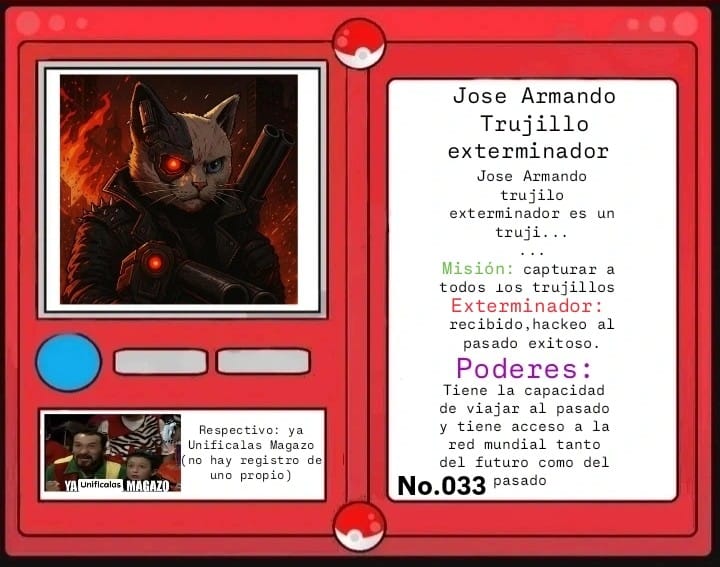 Jose Armando
Trujillo
exterminador
Jose Armando
trujilo
exterminador es un
truji...
...
Misión: capturar a
todos los trujillos
Exterminador:
recibido,hackeo al
pasado exitoso.
Poderes:
Tiene la capacidad
de viajar al pasado
y tiene acceso a la
red mundial tanto
del futuro como del
pasado
No.033
Respectivo: ya
Unificalas Magazo
(no hay registro de
uno propio)
YA Unificalas MAGAZO